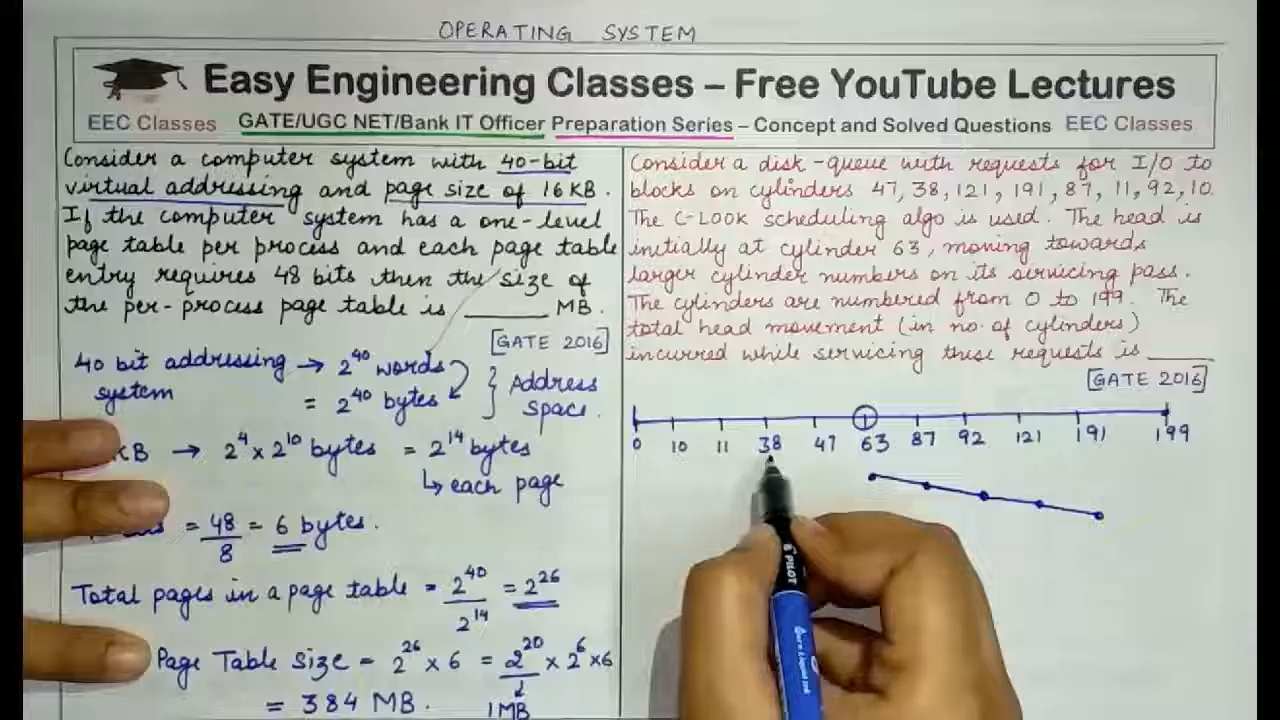 OPERATING SYSTEM
Easy Engineering Classes – Free YouTube Lectures
EEC Classes GATE/UGC NET/Bank IT Officer Preparation Series – Concept and Solved Questions EEC Classes
Consider a computer system with 40-bit
virtual addressing and page size of 16 KB.
If the computer system has a one-level
page table per process and each page table
entry requires 48 bits then the size of
the per-process page table is ______ MB.
[GATE 2016]
40 bit addressing → 2^40 words
system = 2^40 bytes } Address
Space.
KB → 2^4 x 2^10 bytes = 2^14 bytes
↳ each page
= 48/8 = 6 bytes.
Total pages in a page table = 2^40/2^14 = 2^26
Page Table size = 2^26 x 6 = 2^20 x 2^6 x 6
= 384 MB. 1MB
Consider a disk-queue with requests for I/O to
blocks on cylinders 47, 38, 121, 191, 87, 11, 92, 10.
The C-LOOK scheduling algo is used. The head is
initially at cylinder 63, moving towards
larger cylinder numbers on its servicing pass.
The cylinders are numbered from 0 to 199. The
total head movement (in no. of cylinders)
incurred while servicing these requests is ______
[GATE 2016]
0 10 11 38 47 63 87 92 121 191 199
PILOT